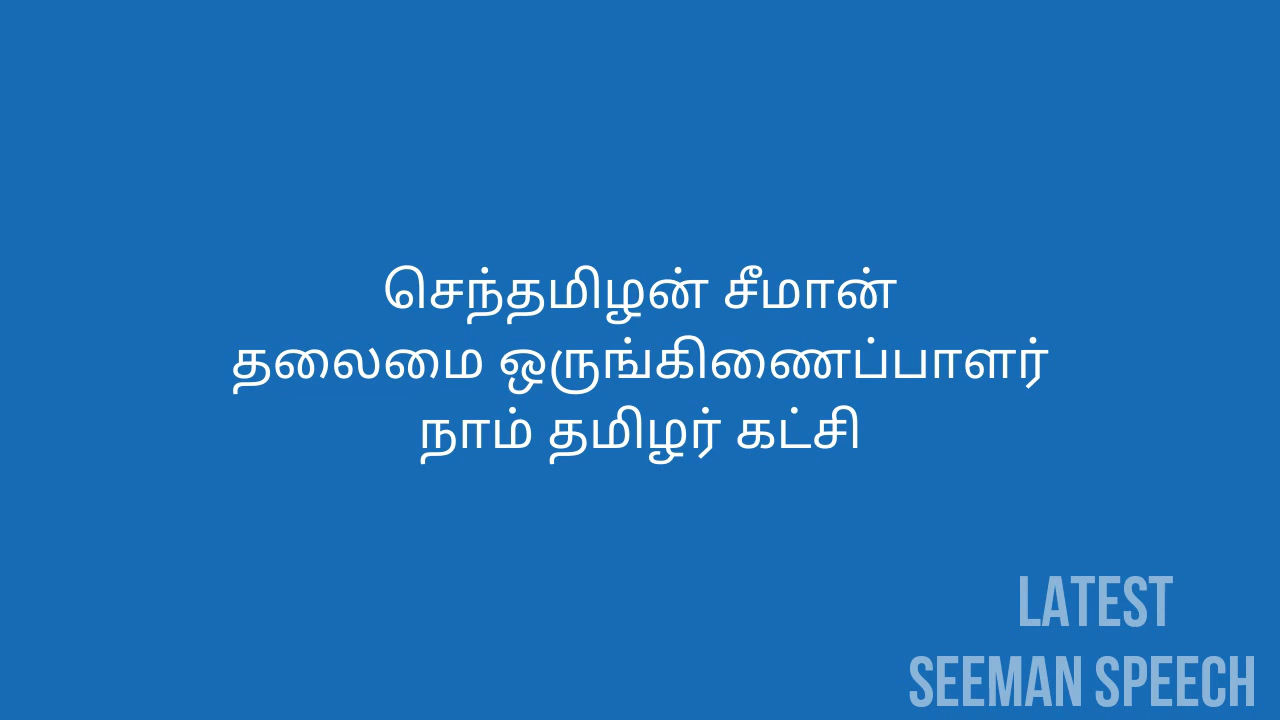 செந்தமிழன் சீமான்
தலைமை ஒருங்கிணைப்பாளர்
நாம் தமிழர் கட்சி
LATEST
SEEMAN SPEECH